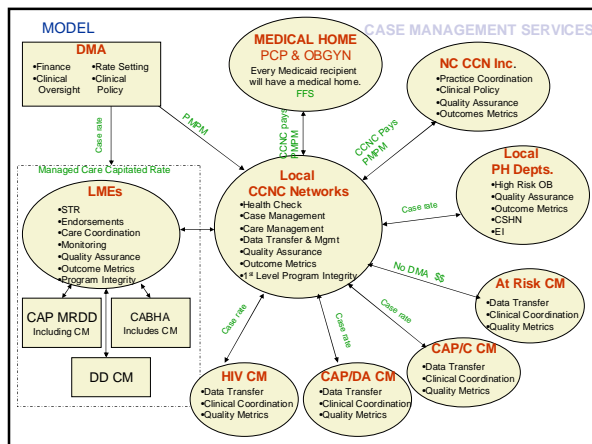 MODEL
CASE MANAGEMENT SERVICES
DMA
•Finance
•Clinical
Oversight
•Rate Setting
•Clinical
Policy
MEDICAL HOME
PCP & OBGYN
Every Medicaid recipient
will have a medical home.
FFS
NC CCN Inc.
•Practice Coordination
•Clinical Policy
•Quality Assurance
•Outcomes Metrics
Case rate
PMPM
CCNC pays
PMPM
CCNC Pays
PMPM
Managed Care Capitated Rate
LMEs
•STR
•Endorsements
•Care Coordination
•Monitoring
•Quality Assurance
•Outcome Metrics
•Program Integrity
Local
CCNC Networks
•Health Check
•Case Management
•Care Management
•Data Transfer & Mgmt
•Quality Assurance
•Outcome Metrics
•1st Level Program Integrity
Local
PH Depts.
•High Risk OB
•Quality Assurance
•Outcome Metrics
•CSHN
•EI
Case rate
No DMA $$
At Risk CM
•Data Transfer
•Clinical Coordination
•Quality Metrics
CAP MRDD
Including CM
CABHA
Includes CM
DD CM
Case rate
Case rate
Case rate
HIV CM
•Data Transfer
•Clinical Coordination
•Quality Metrics
CAP/DA CM
•Data Transfer
•Clinical Coordination
•Quality Metrics
CAP/C CM
•Data Transfer
•Clinical Coordination
•Quality Metrics